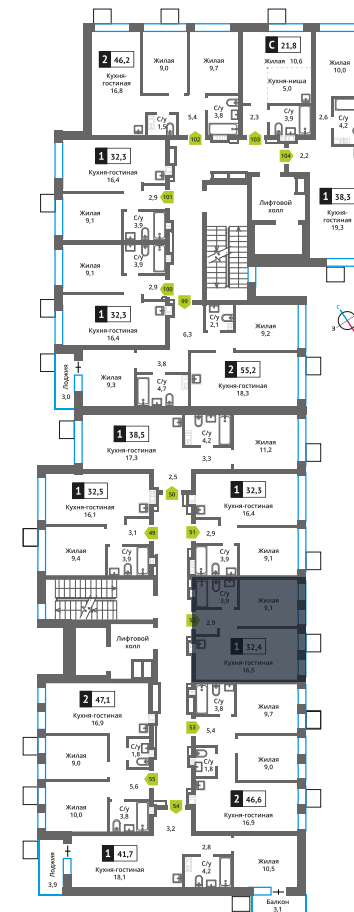 2 46,2
Кухня-
гостиная
16,8
Жилая
9,0
Жилая
9,7
С/у
1,5
5,4
С/у
3,8
102
С 21,8
Жилая 10,6
Кухня-ниша
5,0
2,3
С/у
3,9
103
Жилая
10,0
2,6
С/у
4,2
104
2,2
1 38,3
Кухня-
гостиная
19,3
Лифтовой
холл
1 32,3
Кухня-гостиная
16,4
2,9
101
Жилая
9,1
С/у
3,9
С/у
3,9
Жилая
9,1
2,9
100
1 32,3
Кухня-гостиная
16,4
99
6,3
С/у
2,1
Жилая
9,2
С
З
Лоджия
3,0
Жилая
9,3
3,8
С/у
4,7
2 55,2
Кухня-гостиная
18,3
1 38,5
Кухня-гостиная
17,3
С/у
4,2
3,3
Жилая
11,2
2,5
50
1 32,5
Кухня-гостиная
16,1
3,1
49
Жилая
9,4
С/у
3,9
1 32,3
Кухня-гостиная
16,4
51
2,9
С/у
3,9
Жилая
9,1
С/у
3,9
Жилая
9,1
2,9
1 32,4
Кухня-гостиная
16,5
Лифтовой
холл
2 47,1
Кухня-гостиная
16,9
С/у
1,8
Жилая
9,0
55
5,6
Жилая
10,0
С/у
3,8
54
3,2
С/у
3,8
Жилая
9,7
53
5,4
С/у
1,8
Жилая
9,0
2 46,6
Кухня-гостиная
16,9
Лоджия
3,9
1 41,7
Кухня-гостиная
18,1
2,8
С/у
4,2
Жилая
10,5
Балкон
3,1